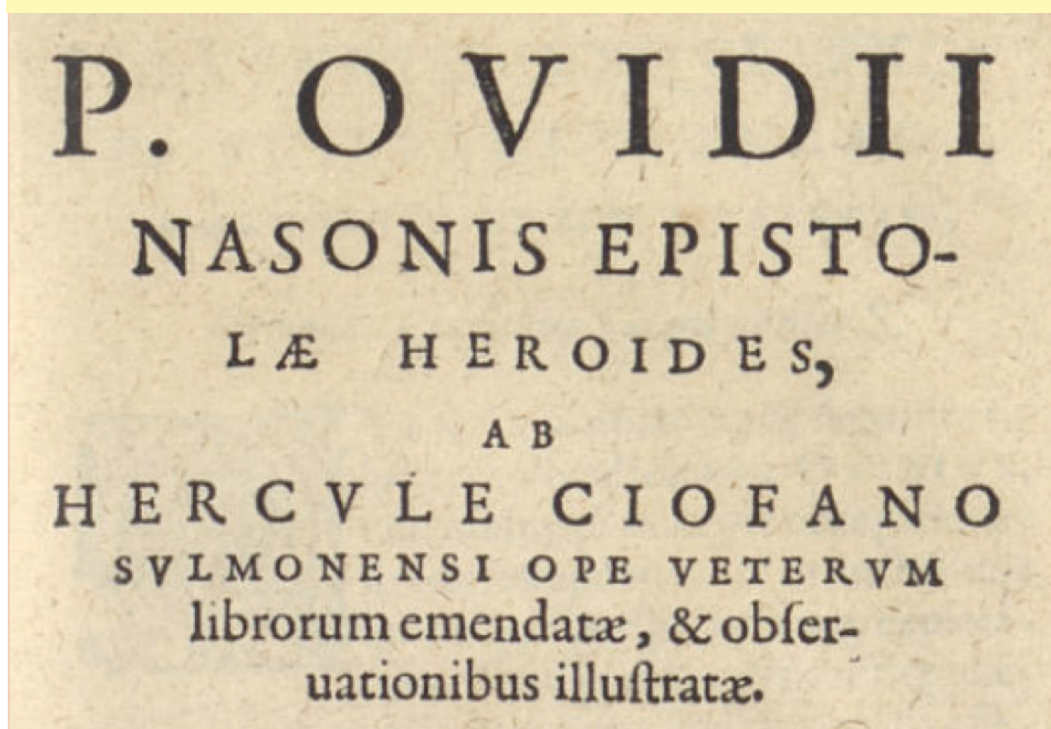 P. OVIDII
NASONIS EPISTO-
LÆ HEROIDES,
AB
HERCVLE CIOFANO
SVLMONENSI OPE VETERVM
librorum emendatæ, & obſer-
uationibus illuſtratæ.